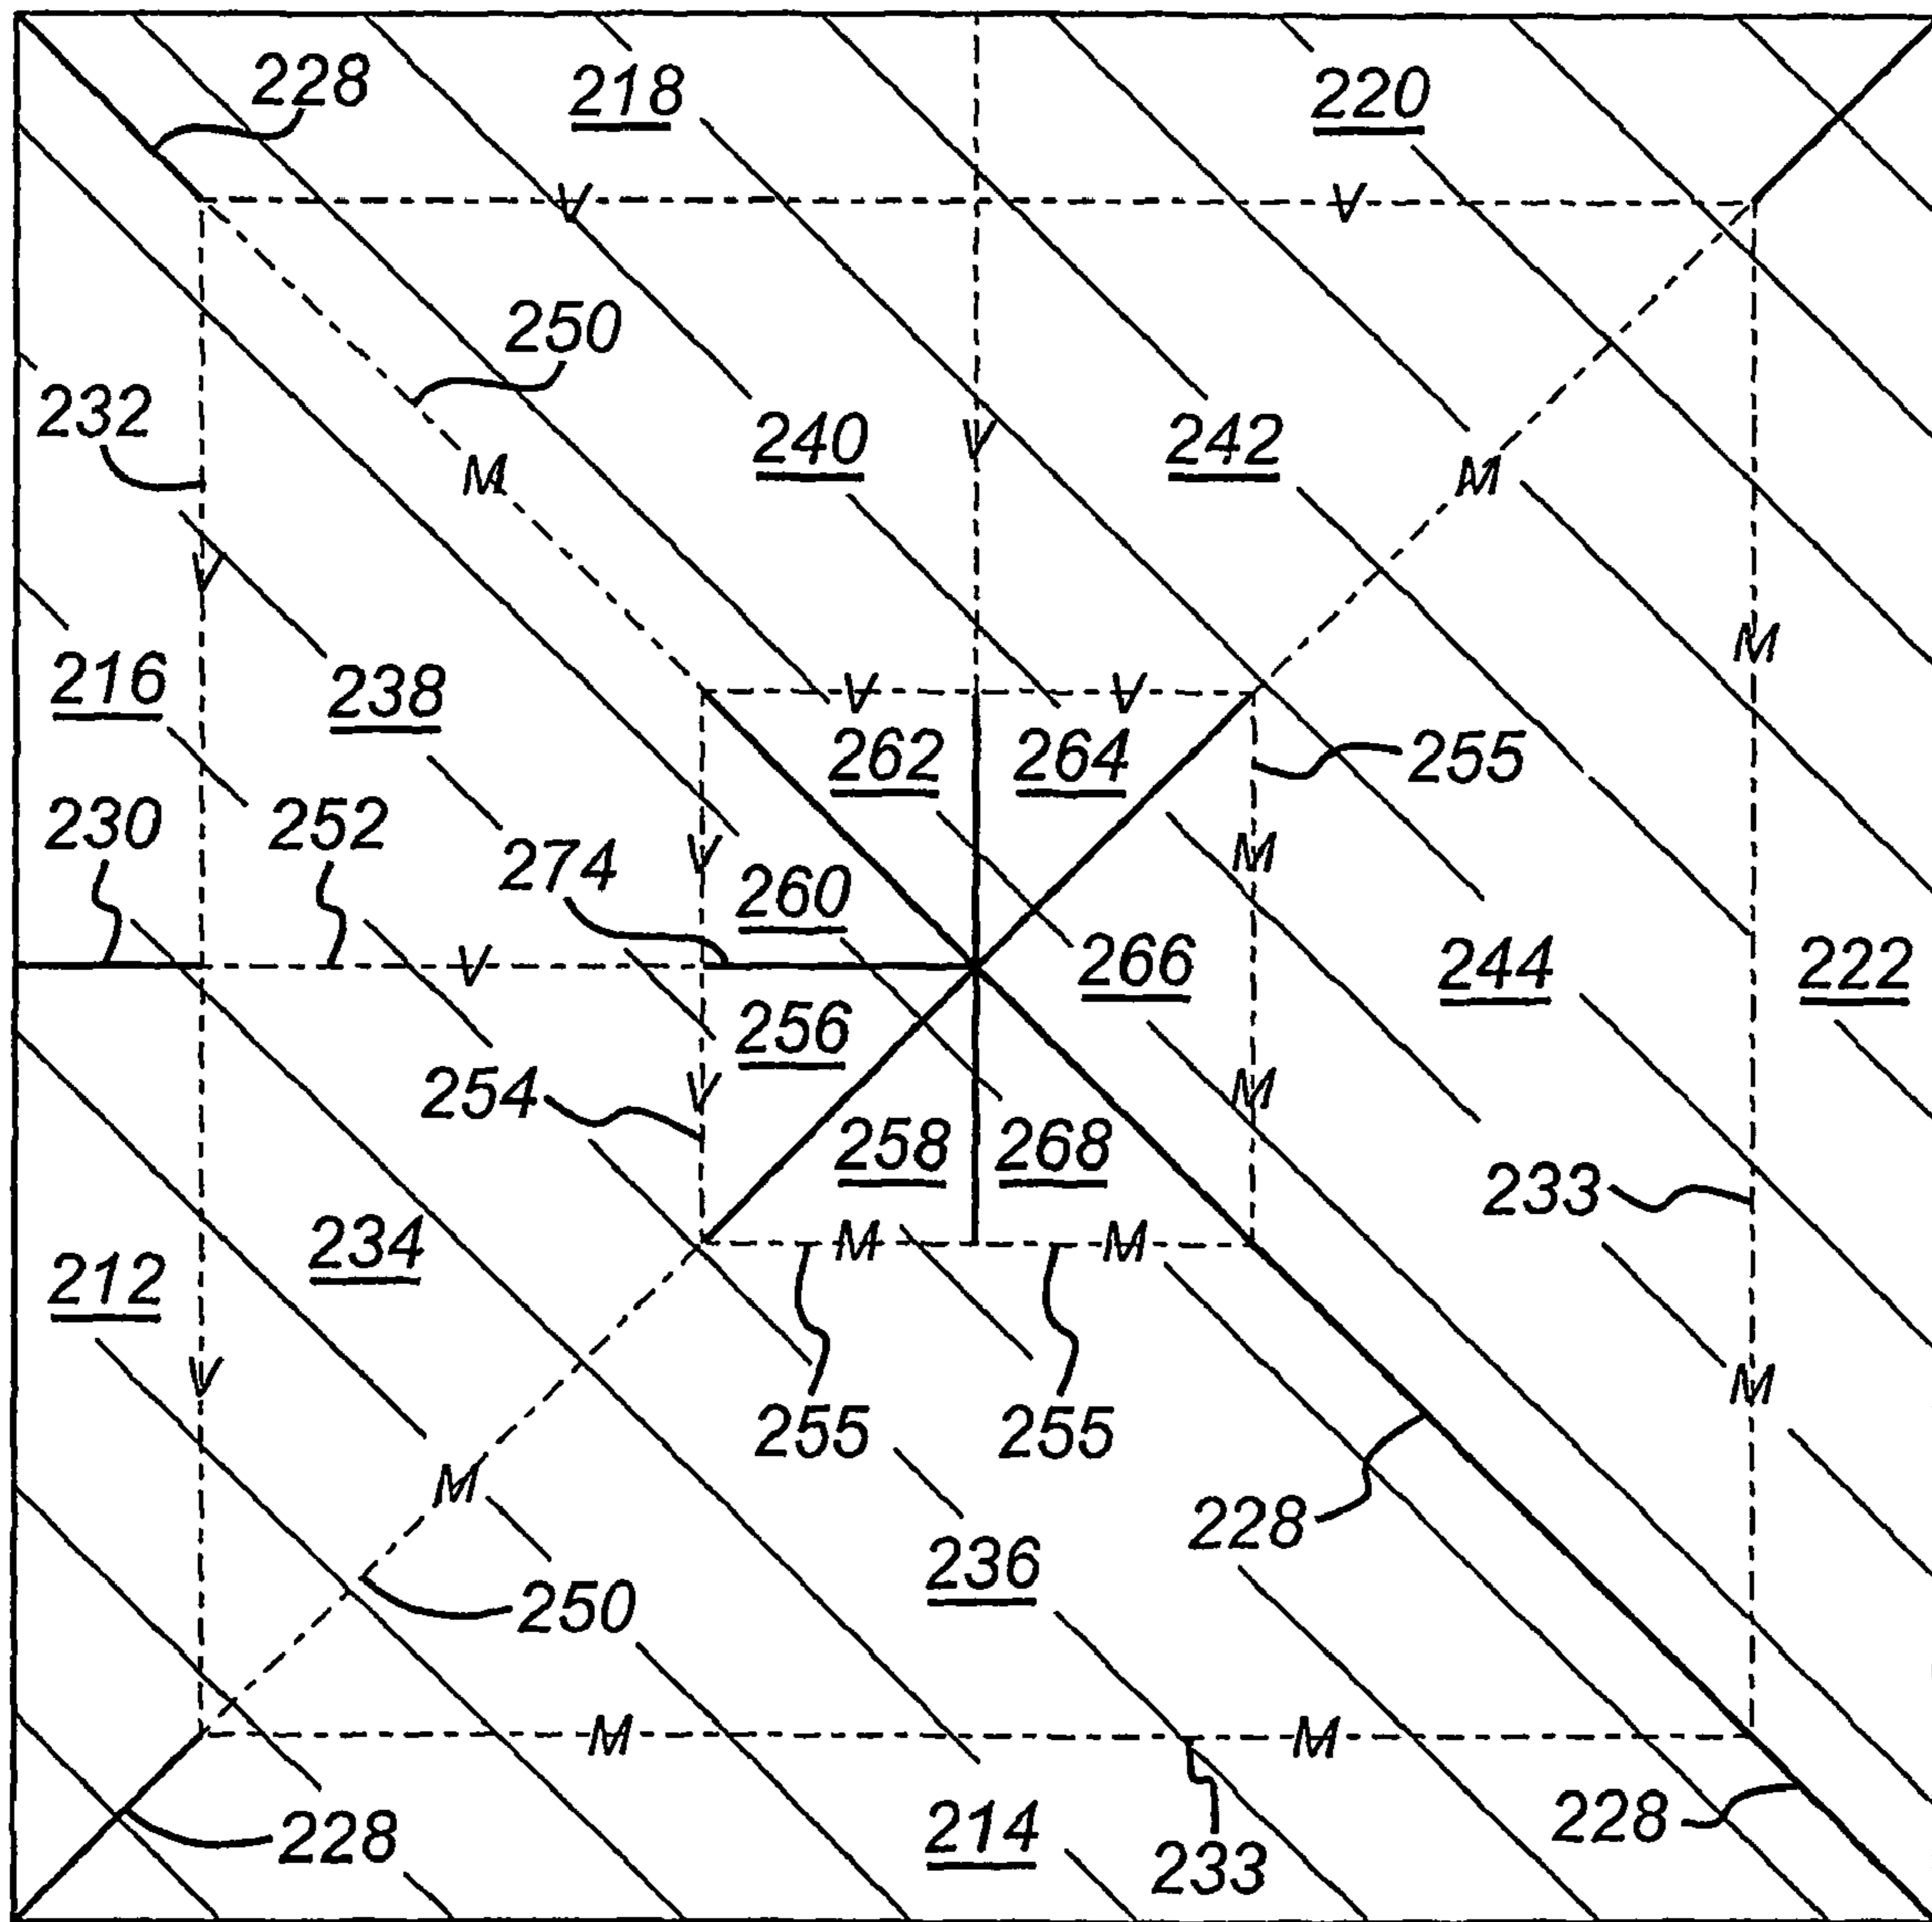 228 218 220
V V
250
232 240 V 242
M M
V
M
216 238 V V
262 264 255
230 252 274 V M
260
V 266 244 222
256
254 V M
258 268 233
212 234 M M
V 255 255 M
M 228
250 236
M M
228 214 233 228